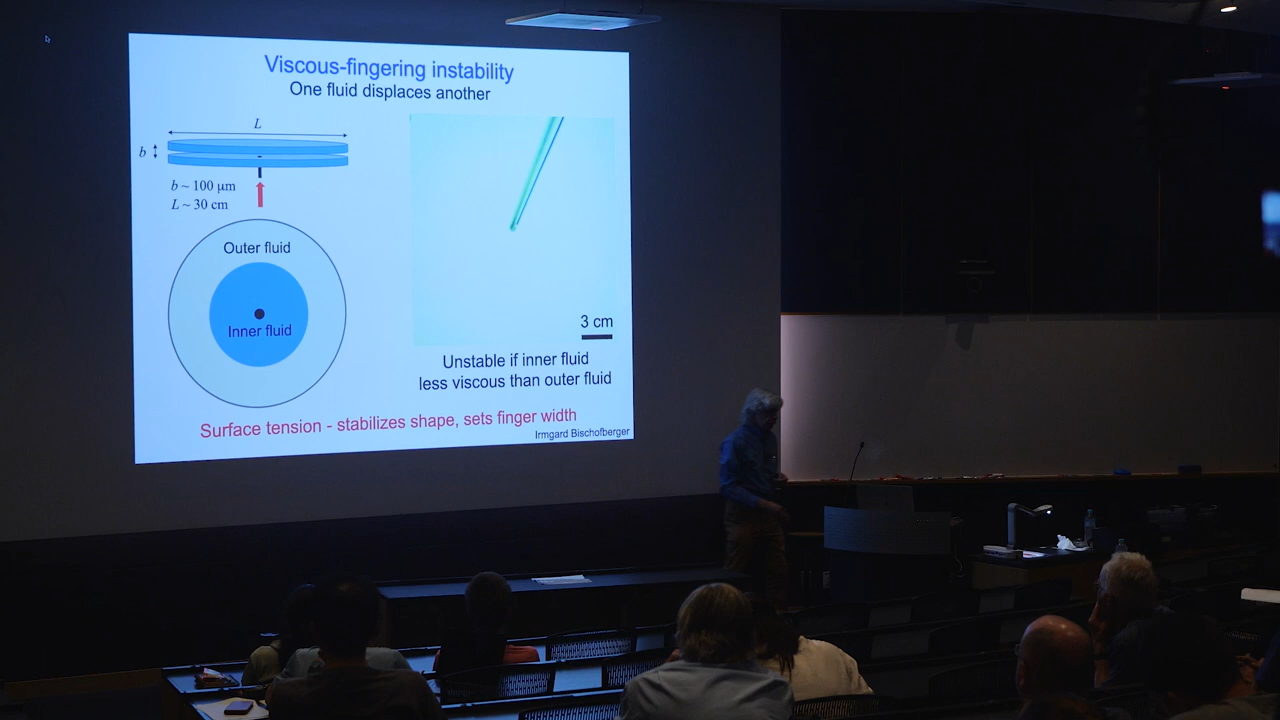 Viscous-fingering instability
One fluid displaces another
L
b
b ~ 100 μm
L ~ 30 cm
Outer fluid
Inner fluid
3 cm
Unstable if inner fluid
less viscous than outer fluid
Surface tension - stabilizes shape, sets finger width
Irmgard Bischofberger